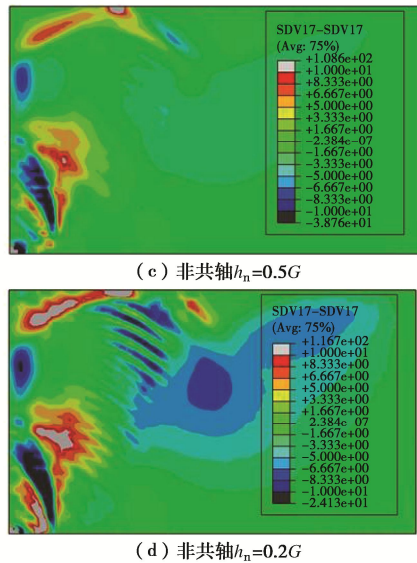 SDV17-SDV17
(Avg: 75%)
+1.086e+02
+1.000e+01
+8.333e+00
+6.667e+00
+5.000e+00
+3.333e+00
+1.667e+00
-2.384e-07
-1.667e+00
-3.333e+00
-5.000e+00
-6.667e+00
-8.333e+00
-1.000e+01
-3.876e+01
（c）非共轴hn=0.5G
SDV17-SDV17
(Avg: 75%)
+1.167e+02
+1.000e+01
+8.333e+00
+6.667e+00
+5.000e+00
+3.333e+00
+1.667e+00
2.384e 07
-1.667e+00
-3.333e+00
-5.000e+00
-6.667e+00
-8.333e+00
-1.000e+01
-2.413e+01
（d）非共轴hn=0.2G